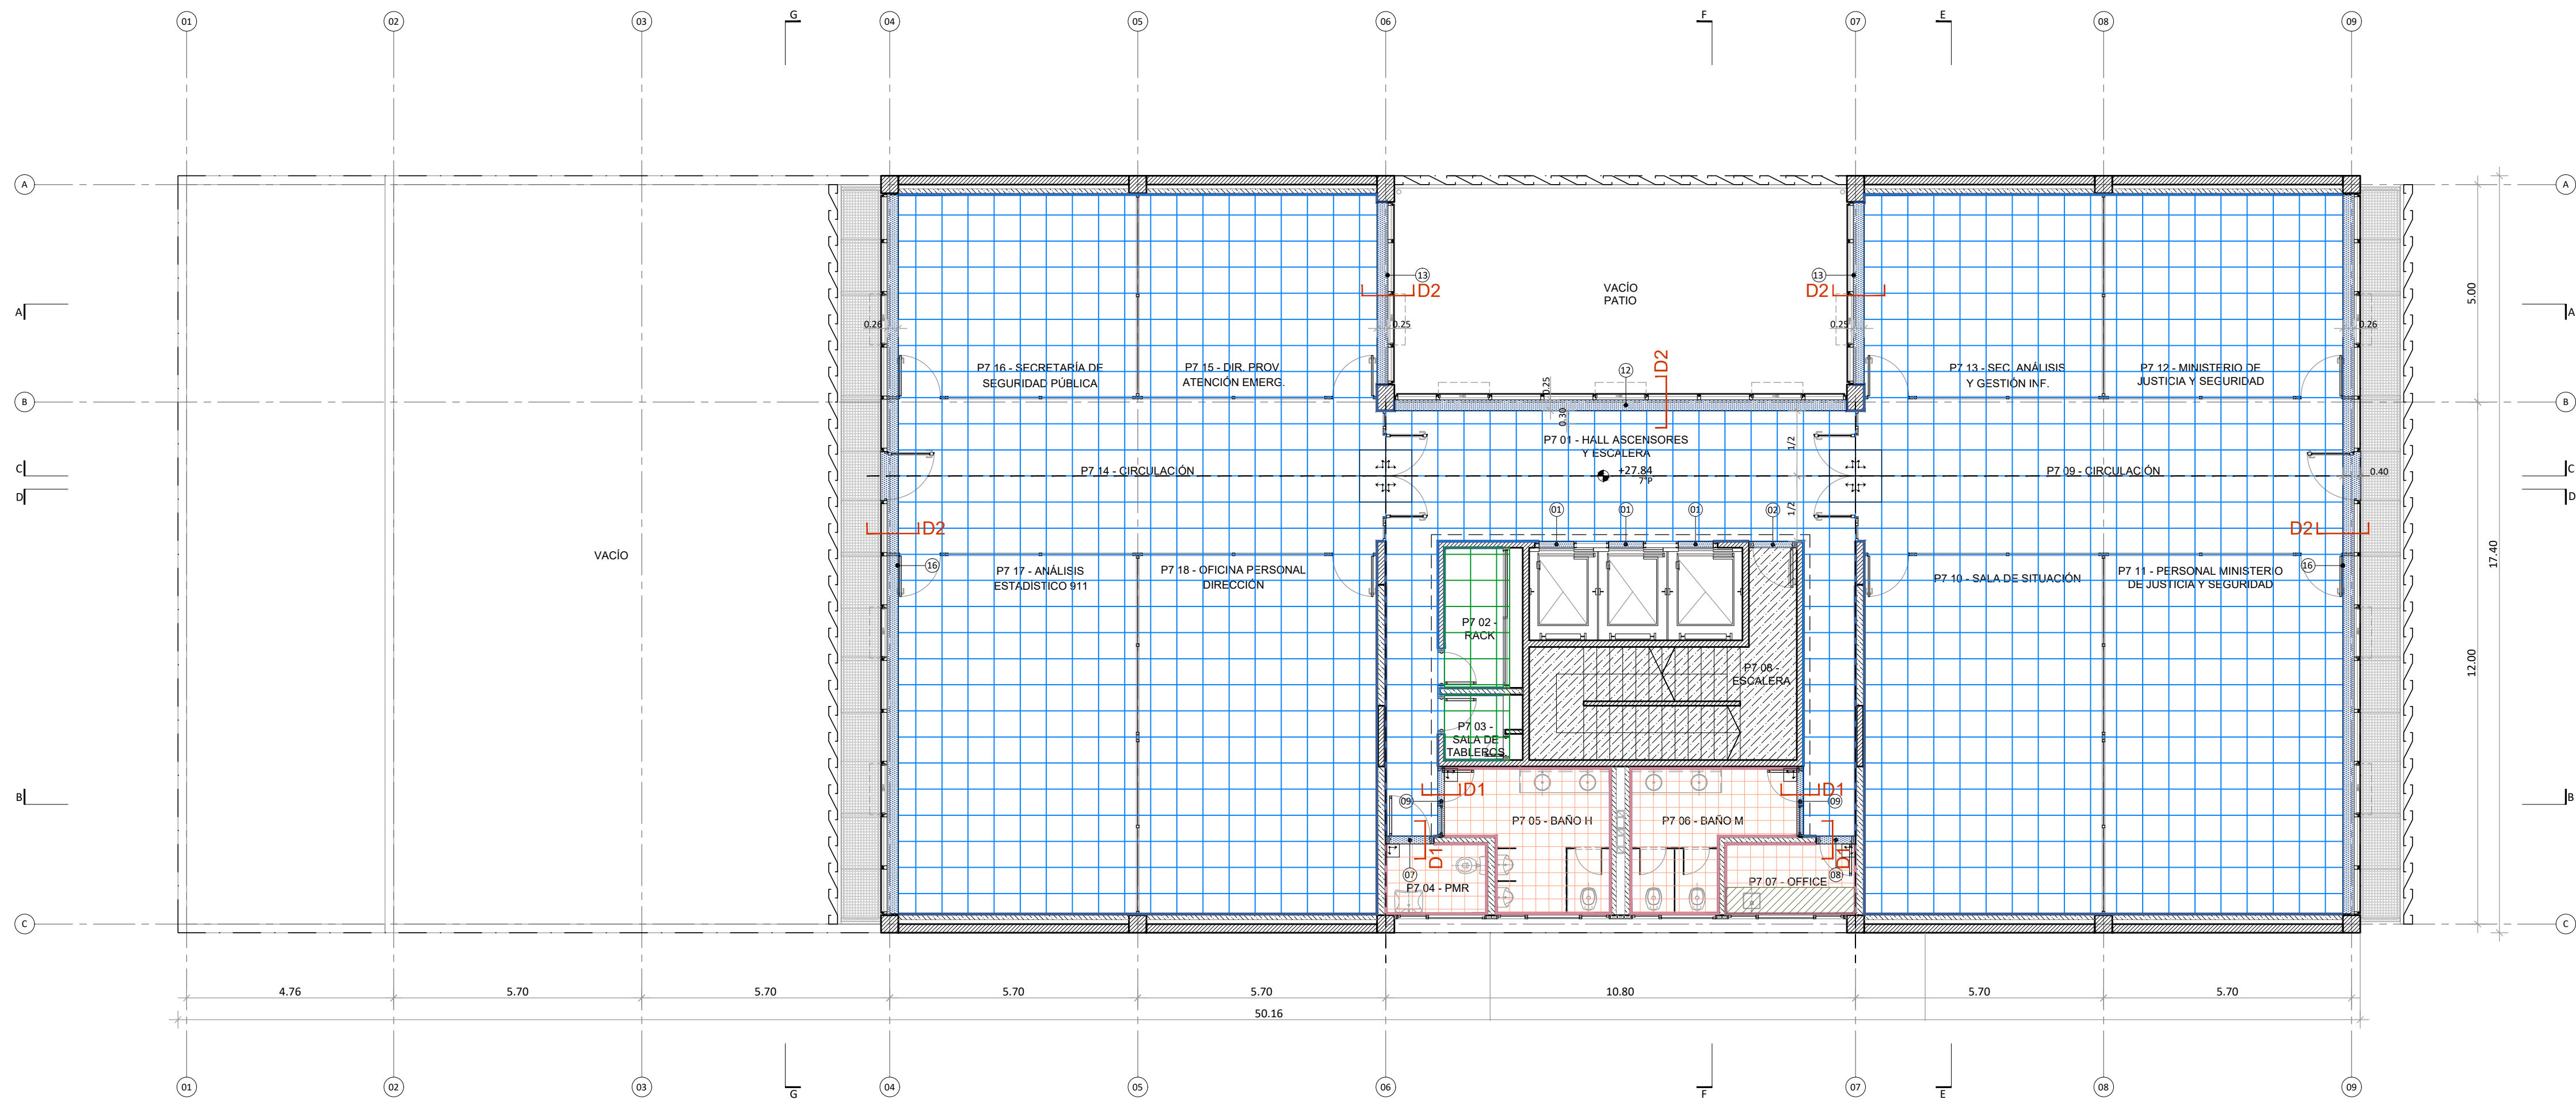 01
02
03
G
04
05
06
F
07
E
08
09
A
A
5.00
17.40
13
D2
VACÍO
PATIO
13
D2
A
A
0.26
0.25
0.25
0.26
P7 16 - SECRETARÍA DE
SEGURIDAD PÚBLICA
P7 15 - DIR. PROV.
ATENCIÓN EMERG.
12
D2
0.25
0.30
P7 13 - SEC. ANÁLISIS
Y GESTIÓN INF.
P7 12 - MINISTERIO DE
JUSTICIA Y SEGURIDAD
B
B
P7 01 - HALL ASCENSORES
Y ESCALERA
1/2
C
P7 14 - CIRCULACIÓN
+27.84
7°P
P7 09 - CIRCULACIÓN
0.40
C
D
D
01
01
01
02
1/2
D2
D2
VACÍO
16
P7 17 - ANÁLISIS
ESTADISTICO 911
P7 18 - OFICINA PERSONAL
DIRECCIÓN
P7 10 - SALA DE SITUACIÓN
P7 11 - PERSONAL MINISTERIO
DE JUSTICIA Y SEGURIDAD
16
P7 02 -
RACK
P7 08 -
ESCALERA
12.00
P7 03 -
SALA DE
TABLEROS
D1
D1
B
B
09
09
P7 05 - BAÑO H
P7 06 - BAÑO M
D1
D1
07
08
P7 04 - PMR
P7 07 - OFFICE
C
C
4.76
5.70
5.70
5.70
5.70
10.80
5.70
5.70
50.16
01
02
03
G
04
05
06
F
07
E
08
09